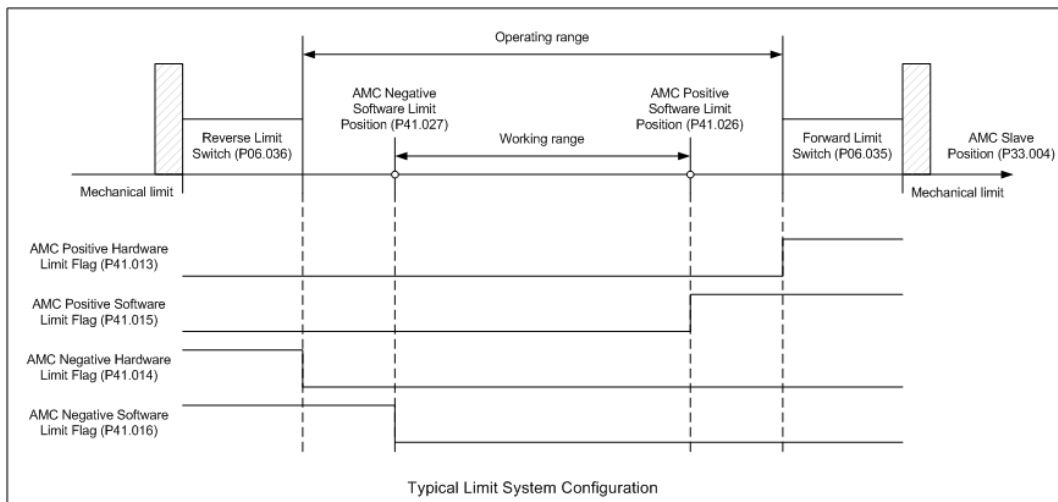 Operating range
AMC Negative
Software Limit
Position (P41.027)
AMC Positive
Software Limit
Position (P41.026)
Reverse Limit
Switch (P06.036)
Working range
Forward Limit
Switch (P06.035)
AMC Slave
Position (P33.004)
Mechanical limit
Mechanical limit
AMC Positive Hardware
Limit Flag (P41.013)
AMC Positive Software
Limit Flag (P41.015)
AMC Negative Hardware
Limit Flag (P41.014)
AMC Negative Software
Limit Flag (P41.016)
Typical Limit System Configuration